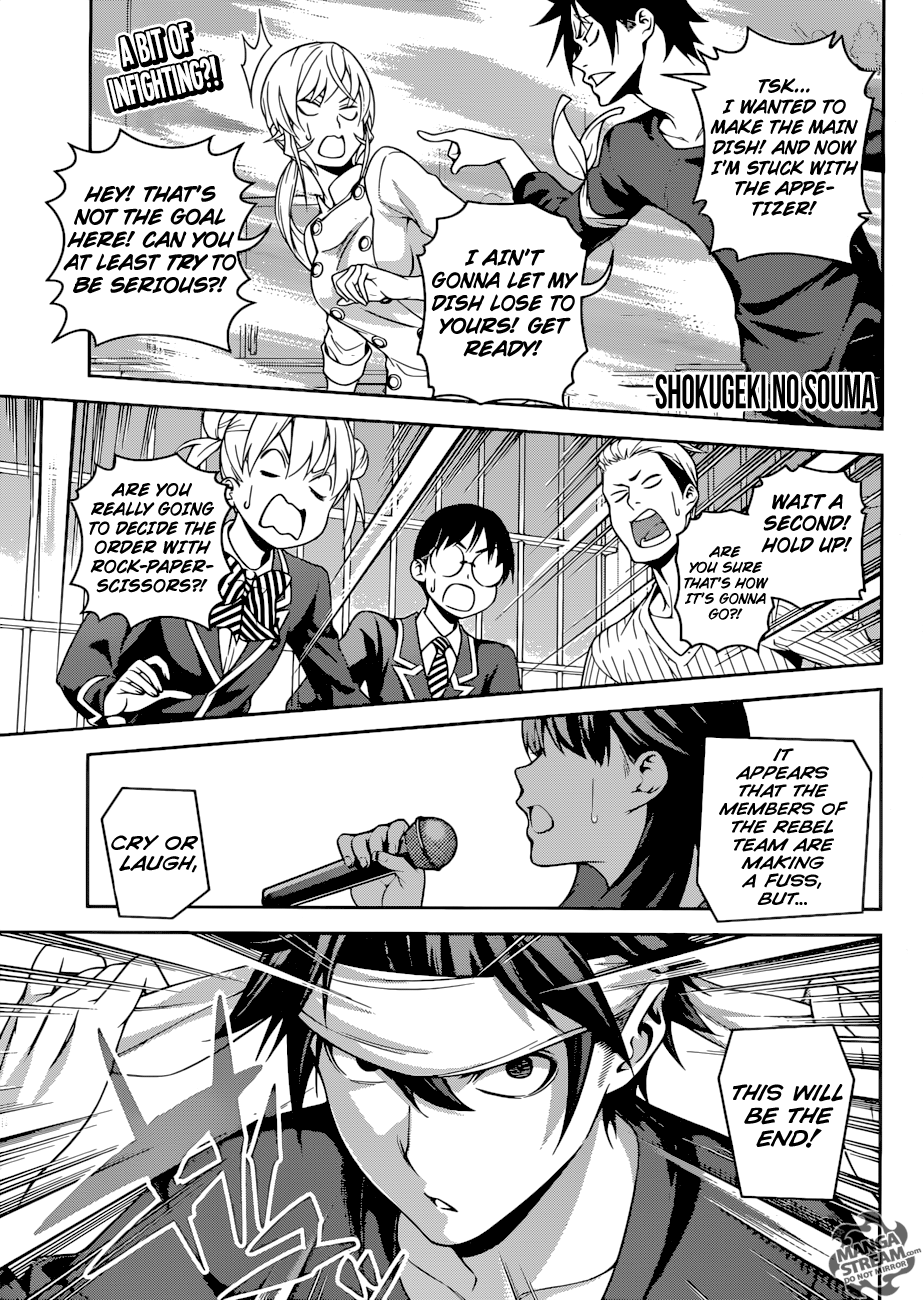 A BIT OF
INFIGHTING?!
TSK...
I WANTED TO
MAKE THE MAIN
DISH! AND NOW
I'M STUCK WITH
THE APPE-
TIZER!
I AIN'T
GONNA LET MY
DISH LOSE TO
YOURS! GET
READY!
HEY! THAT'S
NOT THE GOAL
HERE! CAN YOU
AT LEAST TRY TO
BE SERIOUS?!
SHOKUGEKI NO SOUMA
WAIT A
SECOND!
HOLD UP!
ARE
YOU SURE
THAT'S HOW
IT'S GONNA
GO?!
ARE YOU
REALLY GOING
TO DECIDE THE
ORDER WITH
ROCK-PAPER-
SCISSORS?!
IT
APPEARS
THAT THE
MEMBERS OF
THE REBEL
TEAM ARE
MAKING
A FUSS,
BUT...
CRY OR
LAUGH,
THIS WILL
BE THE
END!
MANGA
STREAM.com
DO NOT MIRROR